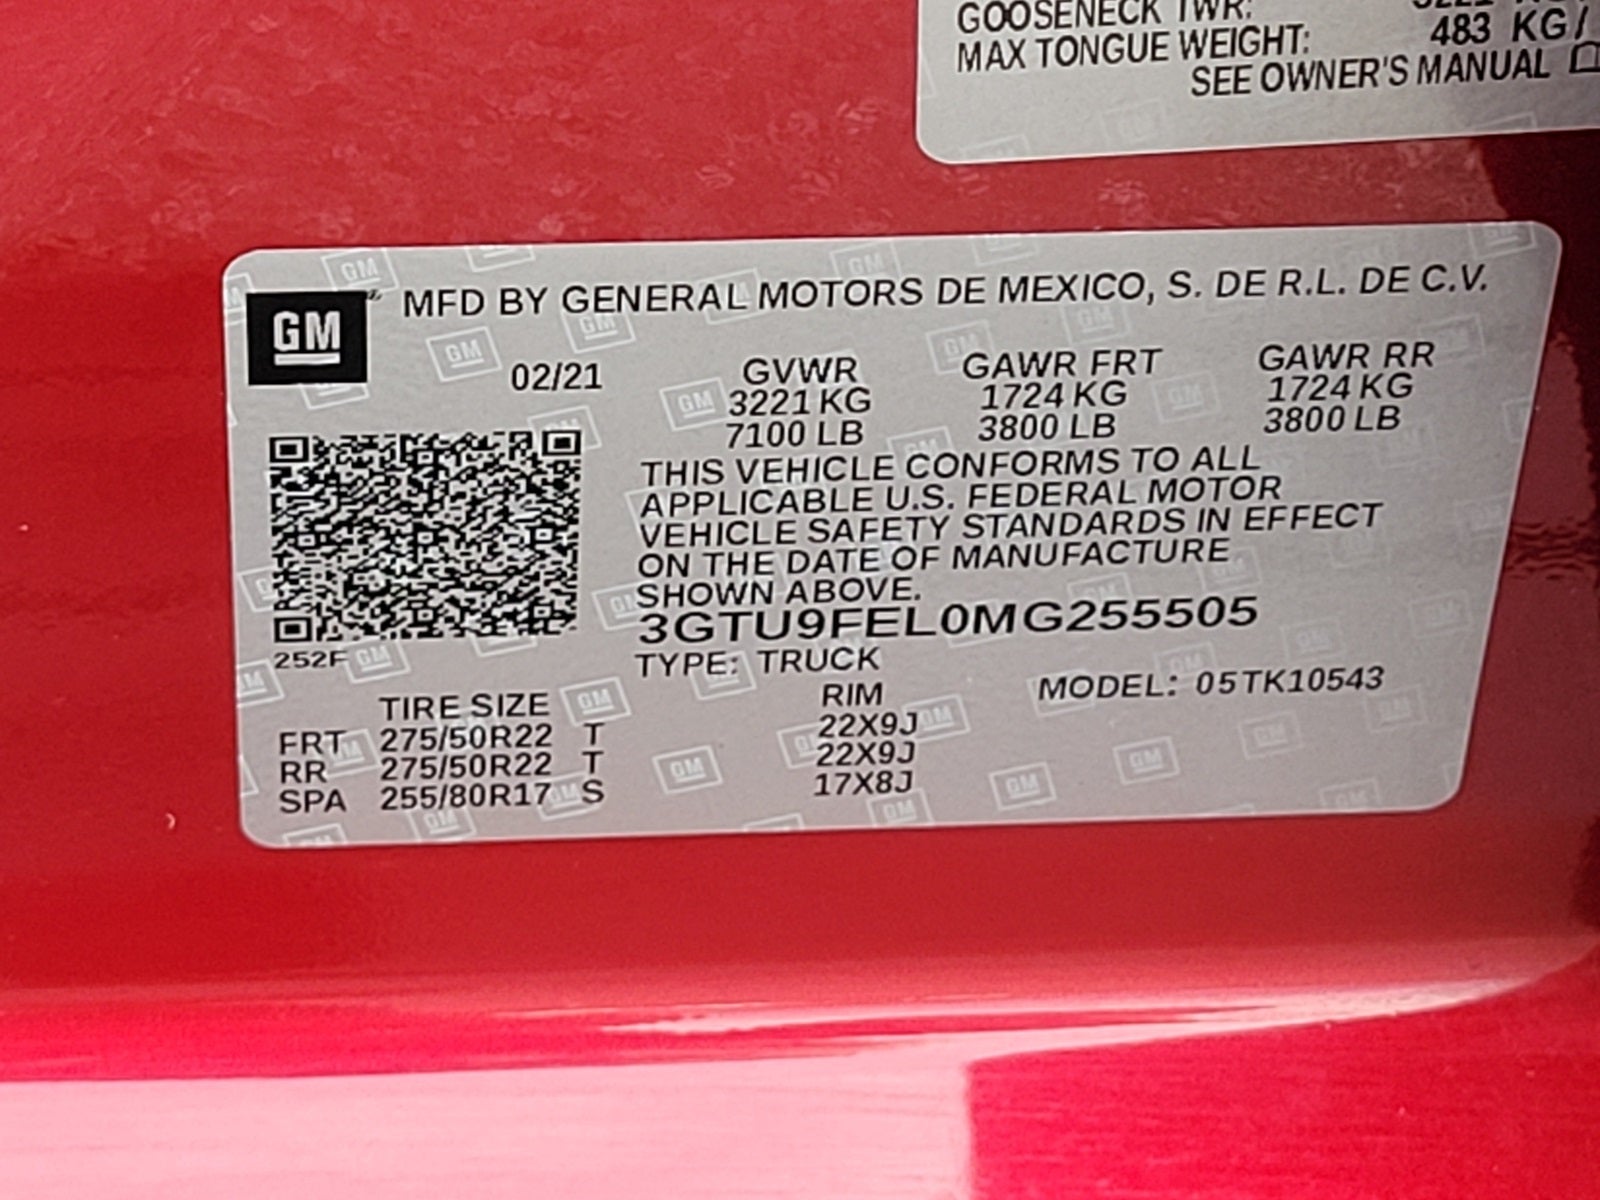 GOOSENECK TWR:
MAX TONGUE WEIGHT: 483 KG /
SEE OWNER'S MANUAL
GM MFD BY GENERAL MOTORS DE MEXICO, S. DE R.L. DE C.V.
02/21 GVWR GAWR FRT GAWR RR
3221 KG 1724 KG 1724 KG
7100 LB 3800 LB 3800 LB
THIS VEHICLE CONFORMS TO ALL
APPLICABLE U.S. FEDERAL MOTOR
VEHICLE SAFETY STANDARDS IN EFFECT
ON THE DATE OF MANUFACTURE
SHOWN ABOVE.
3GTU9FEL0MG255505
252F TYPE: TRUCK
TIRE SIZE RIM MODEL: 05TK10543
FRT 275/50R22 T 22X9J
RR 275/50R22 T 22X9J
SPA 255/80R17 S 17X8J